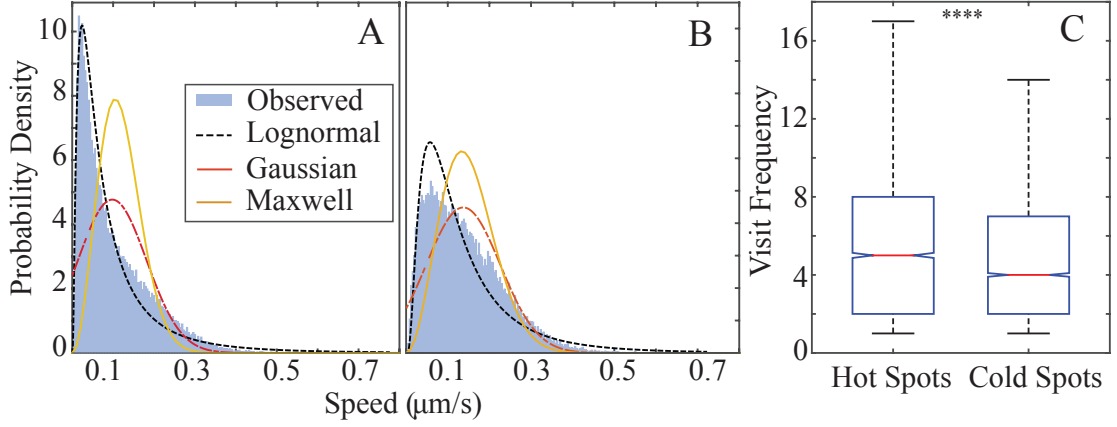 A
B
C
****
Probability Density
10
8
6
4
2
0
Observed
Lognormal
Gaussian
Maxwell
0.1
0.3
0.5
0.7
0.1
0.3
0.5
0.7
Speed (μm/s)
Visit Frequency
16
12
8
4
0
Hot Spots
Cold Spots